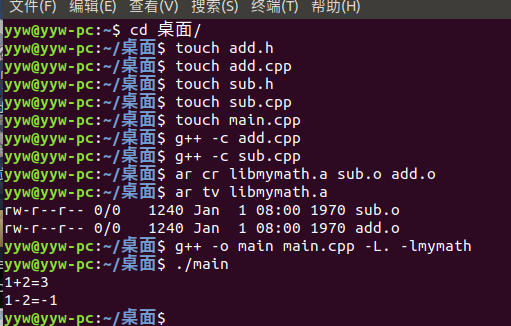 文件(F) 编辑(E) 查看(V) 搜索(S) 终端(T) 帮助(H)
yyw@yyw-pc:~$ cd 桌面/
yyw@yyw-pc:~/桌面$ touch add.h
yyw@yyw-pc:~/桌面$ touch add.cpp
yyw@yyw-pc:~/桌面$ touch sub.h
yyw@yyw-pc:~/桌面$ touch sub.cpp
yyw@yyw-pc:~/桌面$ touch main.cpp
yyw@yyw-pc:~/桌面$ g++ -c add.cpp
yyw@yyw-pc:~/桌面$ g++ -c sub.cpp
yyw@yyw-pc:~/桌面$ ar cr libmymath.a sub.o add.o
yyw@yyw-pc:~/桌面$ ar tv libmymath.a
rw-r--r-- 0/0   1240 Jan  1 08:00 1970 sub.o
rw-r--r-- 0/0   1240 Jan  1 08:00 1970 add.o
yyw@yyw-pc:~/桌面$ g++ -o main main.cpp -L. -lmymath
yyw@yyw-pc:~/桌面$ ./main
1+2=3
1-2=-1
yyw@yyw-pc:~/桌面$